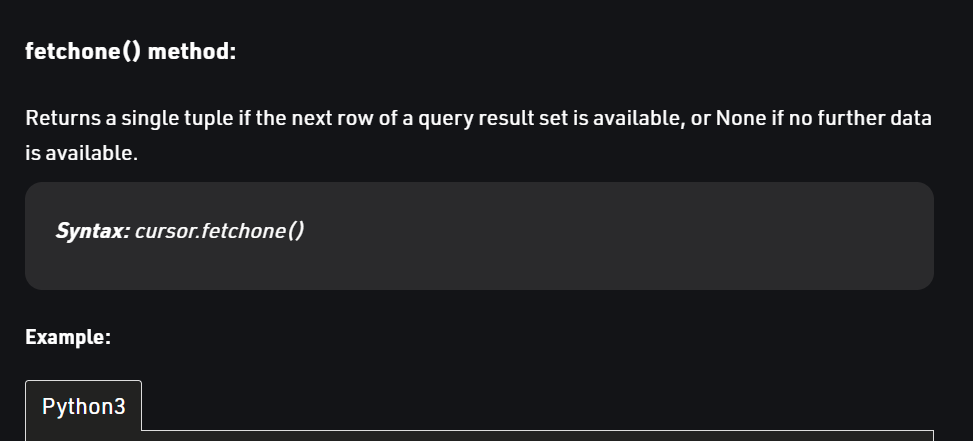 fetchone() method:
Returns a single tuple if the next row of a query result set is available, or None if no further data
is available.
Syntax: cursor.fetchone()
Example:
Python3